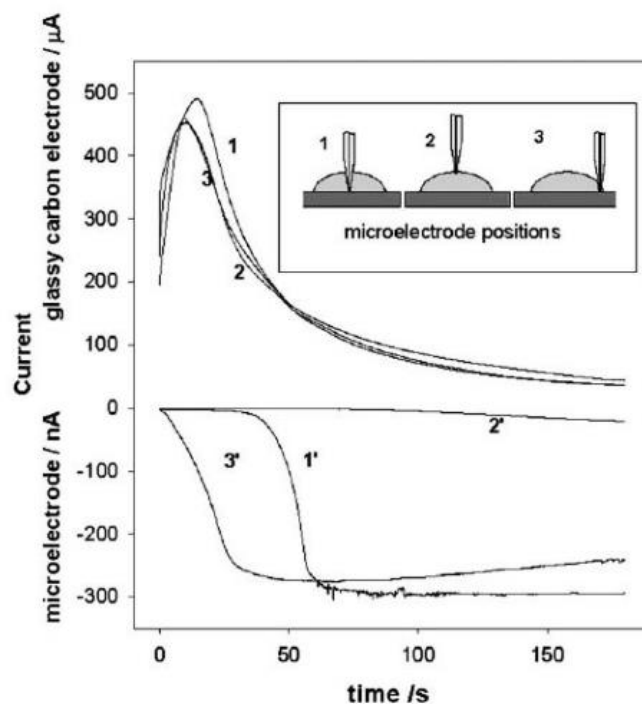 Current
glassy carbon electrode / µA
microelectrode / nA
500
400
300
200
100
0
-100
-200
-300
1
3
2
1 2 3
microelectrode positions
2'
3' 1'
0 50 100 150
time /s